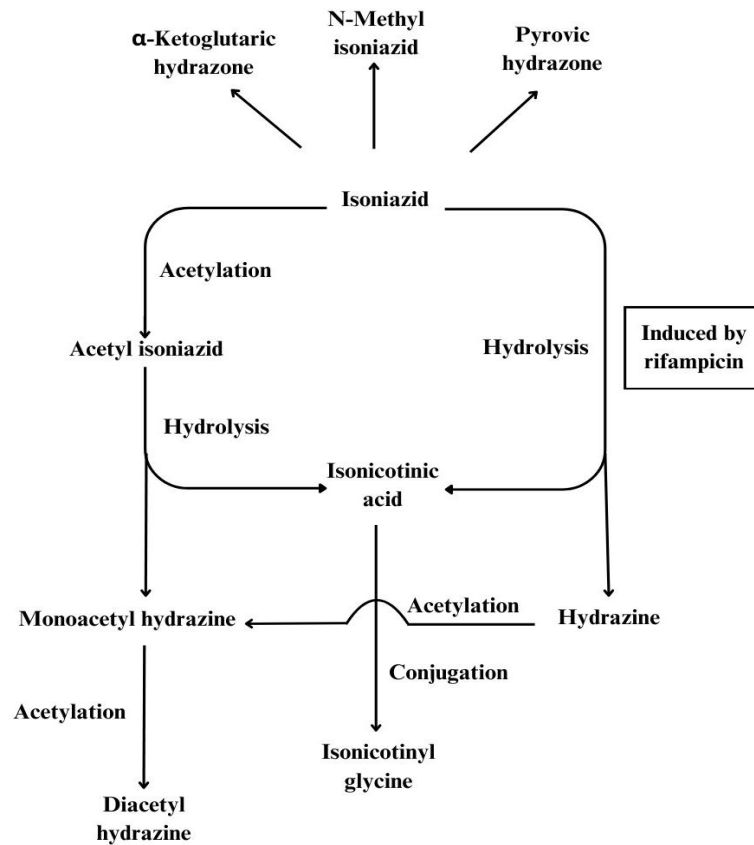 α-Ketoglutaric
hydrazone
N-Methyl
isoniazid
Pyrovic
hydrazone
Isoniazid
Acetylation
Acetyl isoniazid
Hydrolysis
Induced by
rifampicin
Hydrolysis
Isonicotinic
acid
Monoacetyl hydrazine
Acetylation
Hydrazine
Conjugation
Acetylation
Isonicotinyl
glycine
Diacetyl
hydrazine